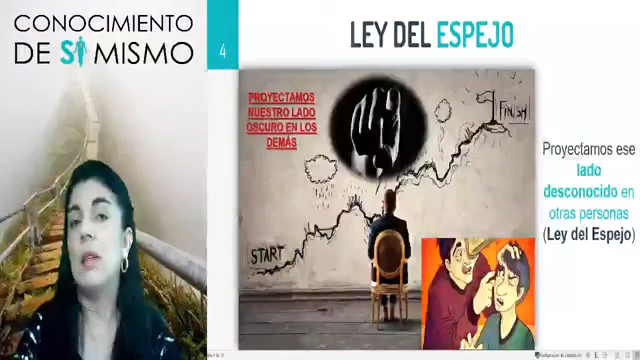 CONOCIMIENTO
DE SÍ MISMO
4
LEY DEL ESPEJO
PROYECTAMOS
NUESTRO LADO
OSCURO EN LOS
DEMÁS
START
FINISH
Proyectamos ese
lado
desconocido en
otras personas
(Ley del Espejo)